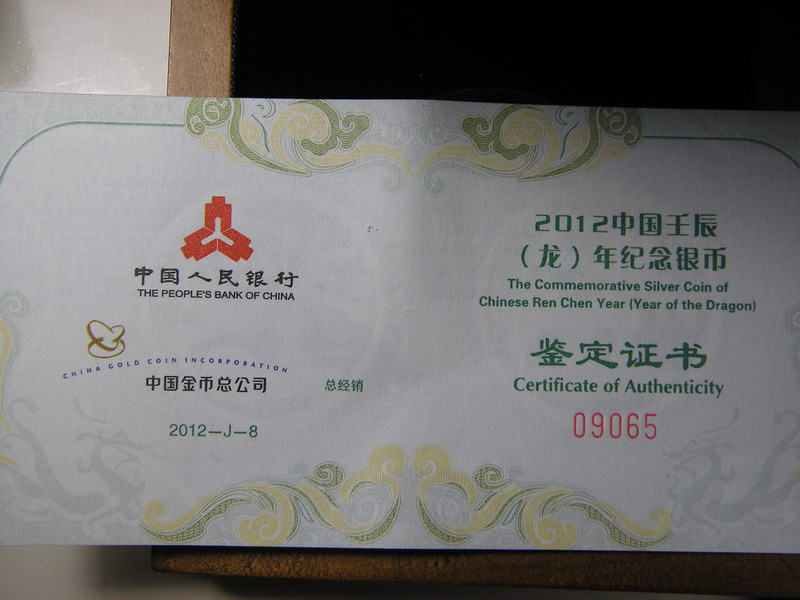 中国人民银行
THE PEOPLE'S BANK OF CHINA
CHINA GOLD COIN INCORPORATION
中国金币总公司 总经销
2012—J—8
2012中国壬辰
（龙）年纪念银币
The Commemorative Silver Coin of
Chinese Ren Chen Year (Year of the Dragon)
鉴定证书
Certificate of Authenticity
09065